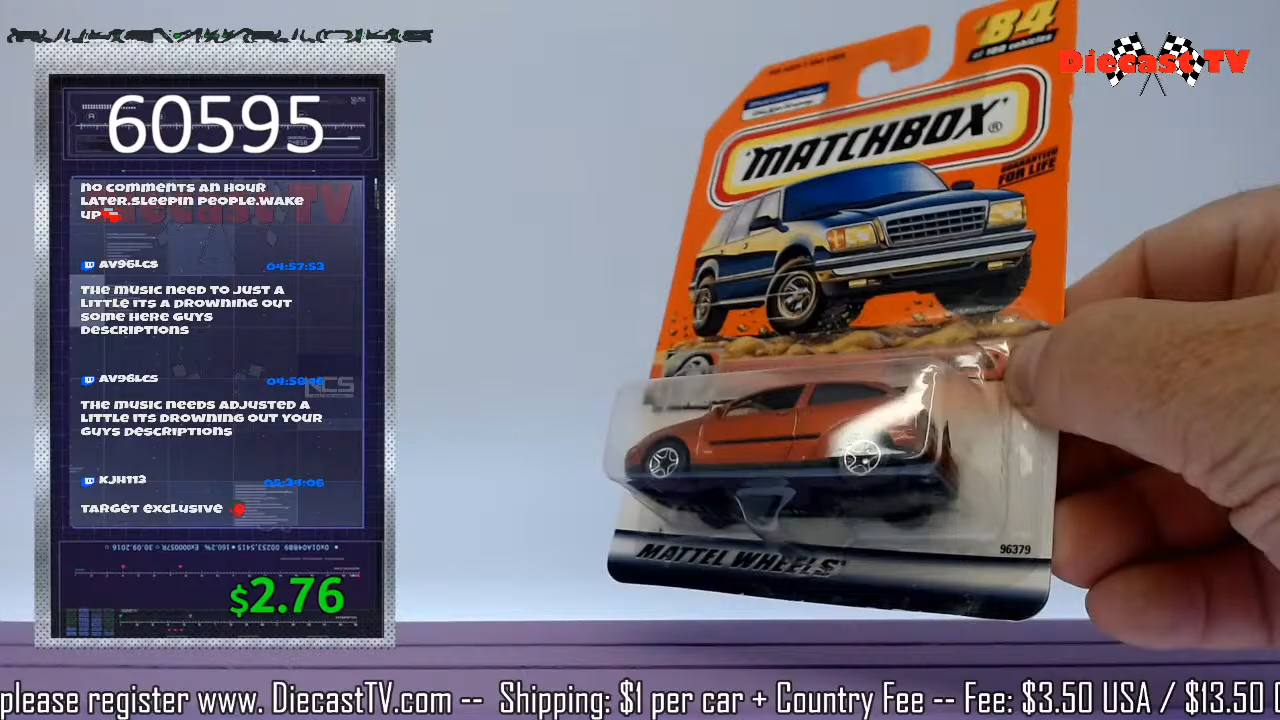 60595
NO COMMENTS AN HOUR
LATER.SLEEPIN PEOPLE.WAKE
UP
AV96LCS
04:57:53
THE MUSIC NEED TO JUST A
LITTLE ITS A DROWNING OUT
SOME HERE GUYS
DESCRIPTIONS
AV96LCS
THE MUSIC NEEDS ADJUSTED A
LITTLE ITS DROWNING OUT YOUR
GUYS DESCRIPTIONS
KJH113
TARGET EXCLUSIVE
NCS
$2.76
Diecast TV
#84
of 100 vehicles
MATCHBOX®
GUARANTEED
FOR LIFE
96379
MATTEL WHEELS
please register www. DiecastTV.com -- Shipping: $1 per car + Country Fee -- Fee: $3.50 USA / $13.50